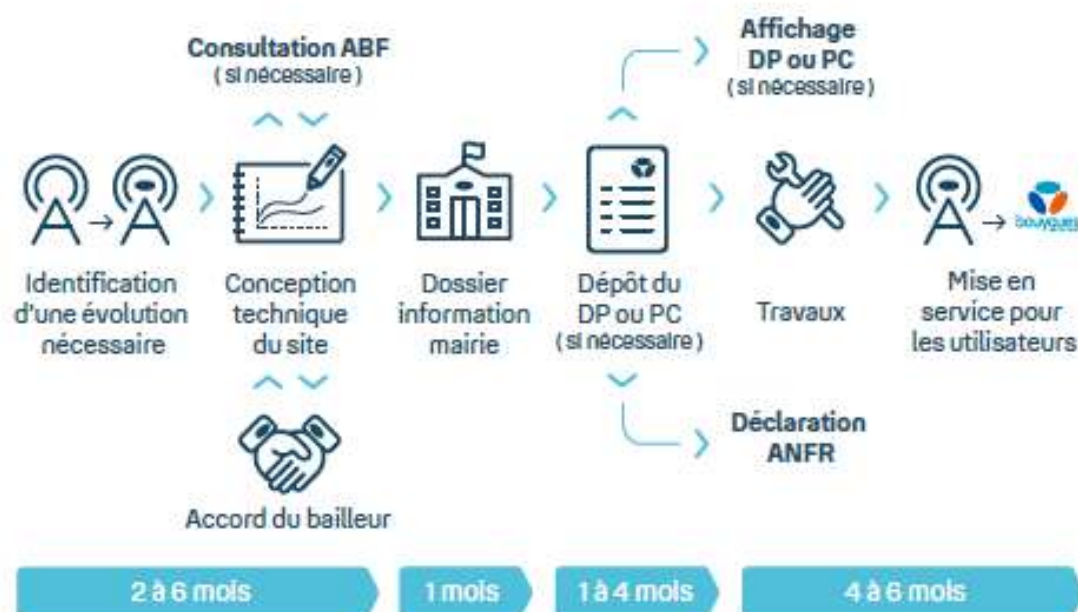 Consultation ABF
( si nécessaire )
Affichage
DP ou PC
( si nécessaire )
Identification
d'une évolution
nécessaire
Conception
technique
du site
Dossier
information
mairie
Dépôt du
DP ou PC
( si nécessaire )
Travaux
bouygues
Mise en
service pour
les utilisateurs
Accord du bailleur
Déclaration
ANFR
2 à 6 mois
1 mois
1 à 4 mois
4 à 6 mois